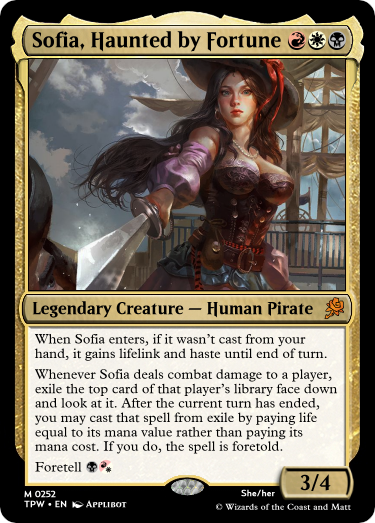 Sofia, Haunted by Fortune
Legendary Creature — Human Pirate
When Sofia enters, if it wasn't cast from your
hand, it gains lifelink and haste until end of turn.
Whenever Sofia deals combat damage to a player,
exile the top card of that player's library face down
and look at it. After the current turn has ended,
you may cast that spell from exile by paying life
equal to its mana value rather than paying its
mana cost. If you do, the spell is foretold.
Foretell
3/4
M 0252
She/her
TPW • EN APPLIBOT
© Wizards of the Coast and Matt